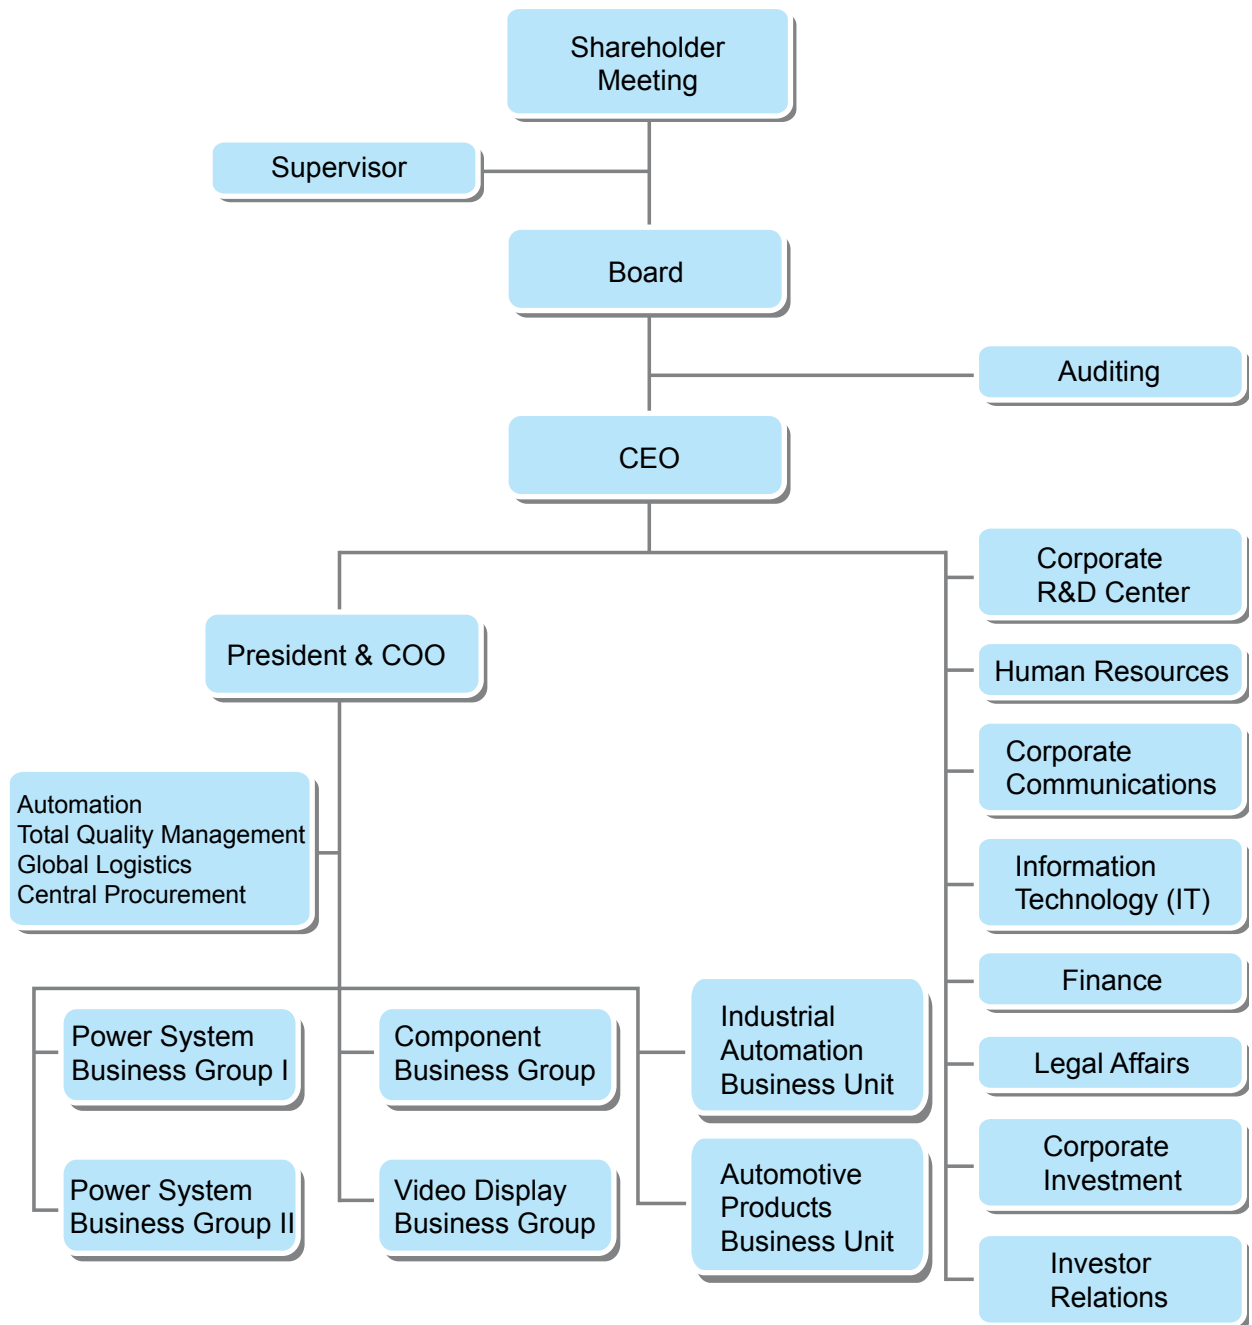 Shareholder
Meeting
Supervisor
Board
Auditing
CEO
Corporate
R&D Center
President & COO
Human Resources
Corporate
Communications
Automation
Total Quality Management
Global Logistics
Central Procurement
Information
Technology (IT)
Finance
Power System
Business Group I
Component
Business Group
Industrial
Automation
Business Unit
Legal Affairs
Corporate
Investment
Power System
Business Group II
Video Display
Business Group
Automotive
Products
Business Unit
Investor
Relations